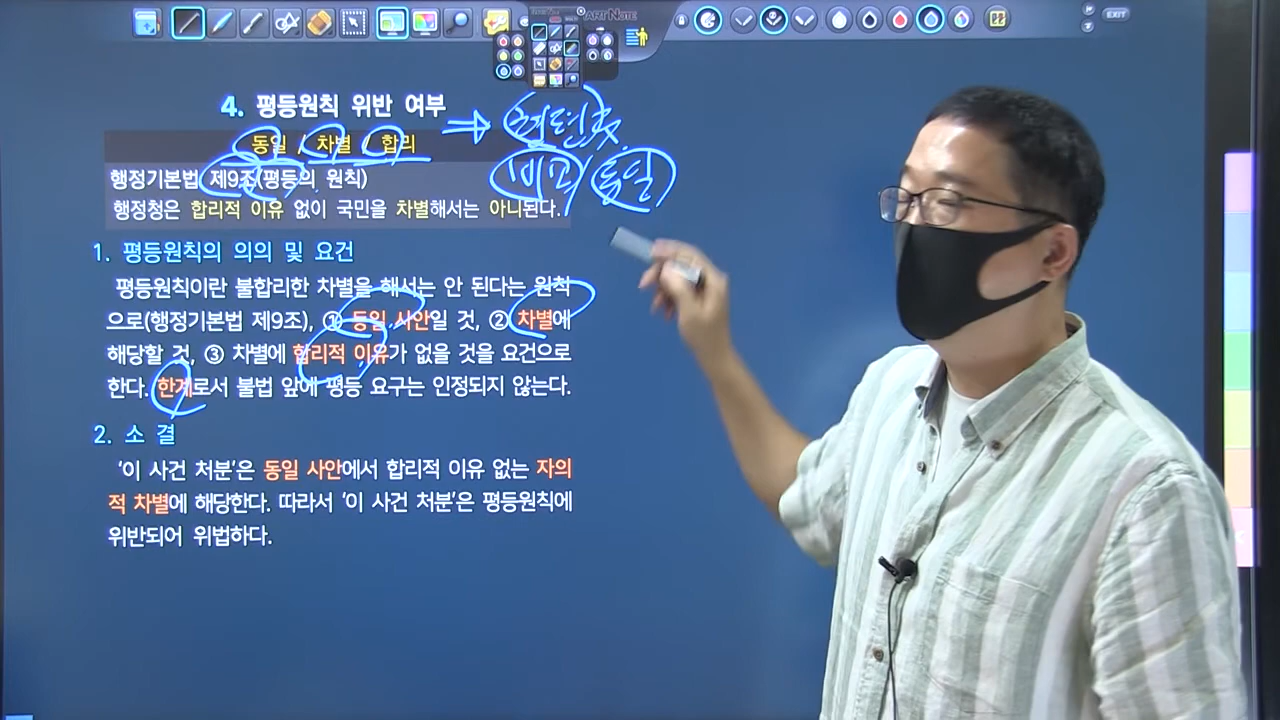 EXIT
4. 평등원칙 위반 여부
동일 / 차별 / 합리
행정기본법 제9조(평등의 원칙)
행정청은 합리적 이유 없이 국민을 차별해서는 아니된다.
1. 평등원칙의 의의 및 요건
평등원칙이란 불합리한 차별을 해서는 안 된다는 원칙
으로(행정기본법 제9조), ① 동일 사안일 것, ② 차별에
해당할 것, ③ 차별에 합리적 이유가 없을 것을 요건으로
한다. 한계로서 불법 앞에 평등 요구는 인정되지 않는다.
2. 소 결
‘이 사건 처분’은 동일 사안에서 합리적 이유 없는 자의
적 차별에 해당한다. 따라서 ‘이 사건 처분’은 평등원칙에
위반되어 위법하다.